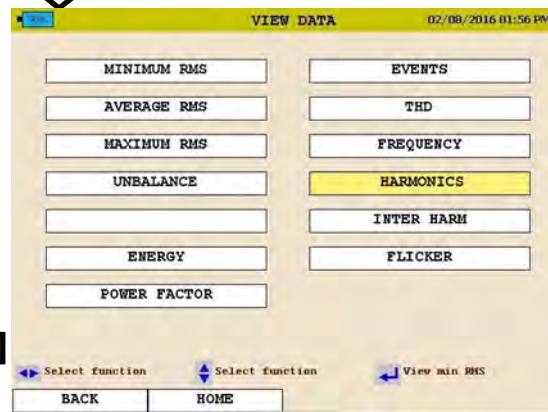 VIEW DATA 02/08/2016 01:56 PM
MINIMUM RMS
AVERAGE RMS
MAXIMUM RMS
UNBALANCE
ENERGY
POWER FACTOR
EVENTS
THD
FREQUENCY
HARMONICS
INTER HARM
FLICKER
Select function Select function View min RMS
BACK HOME